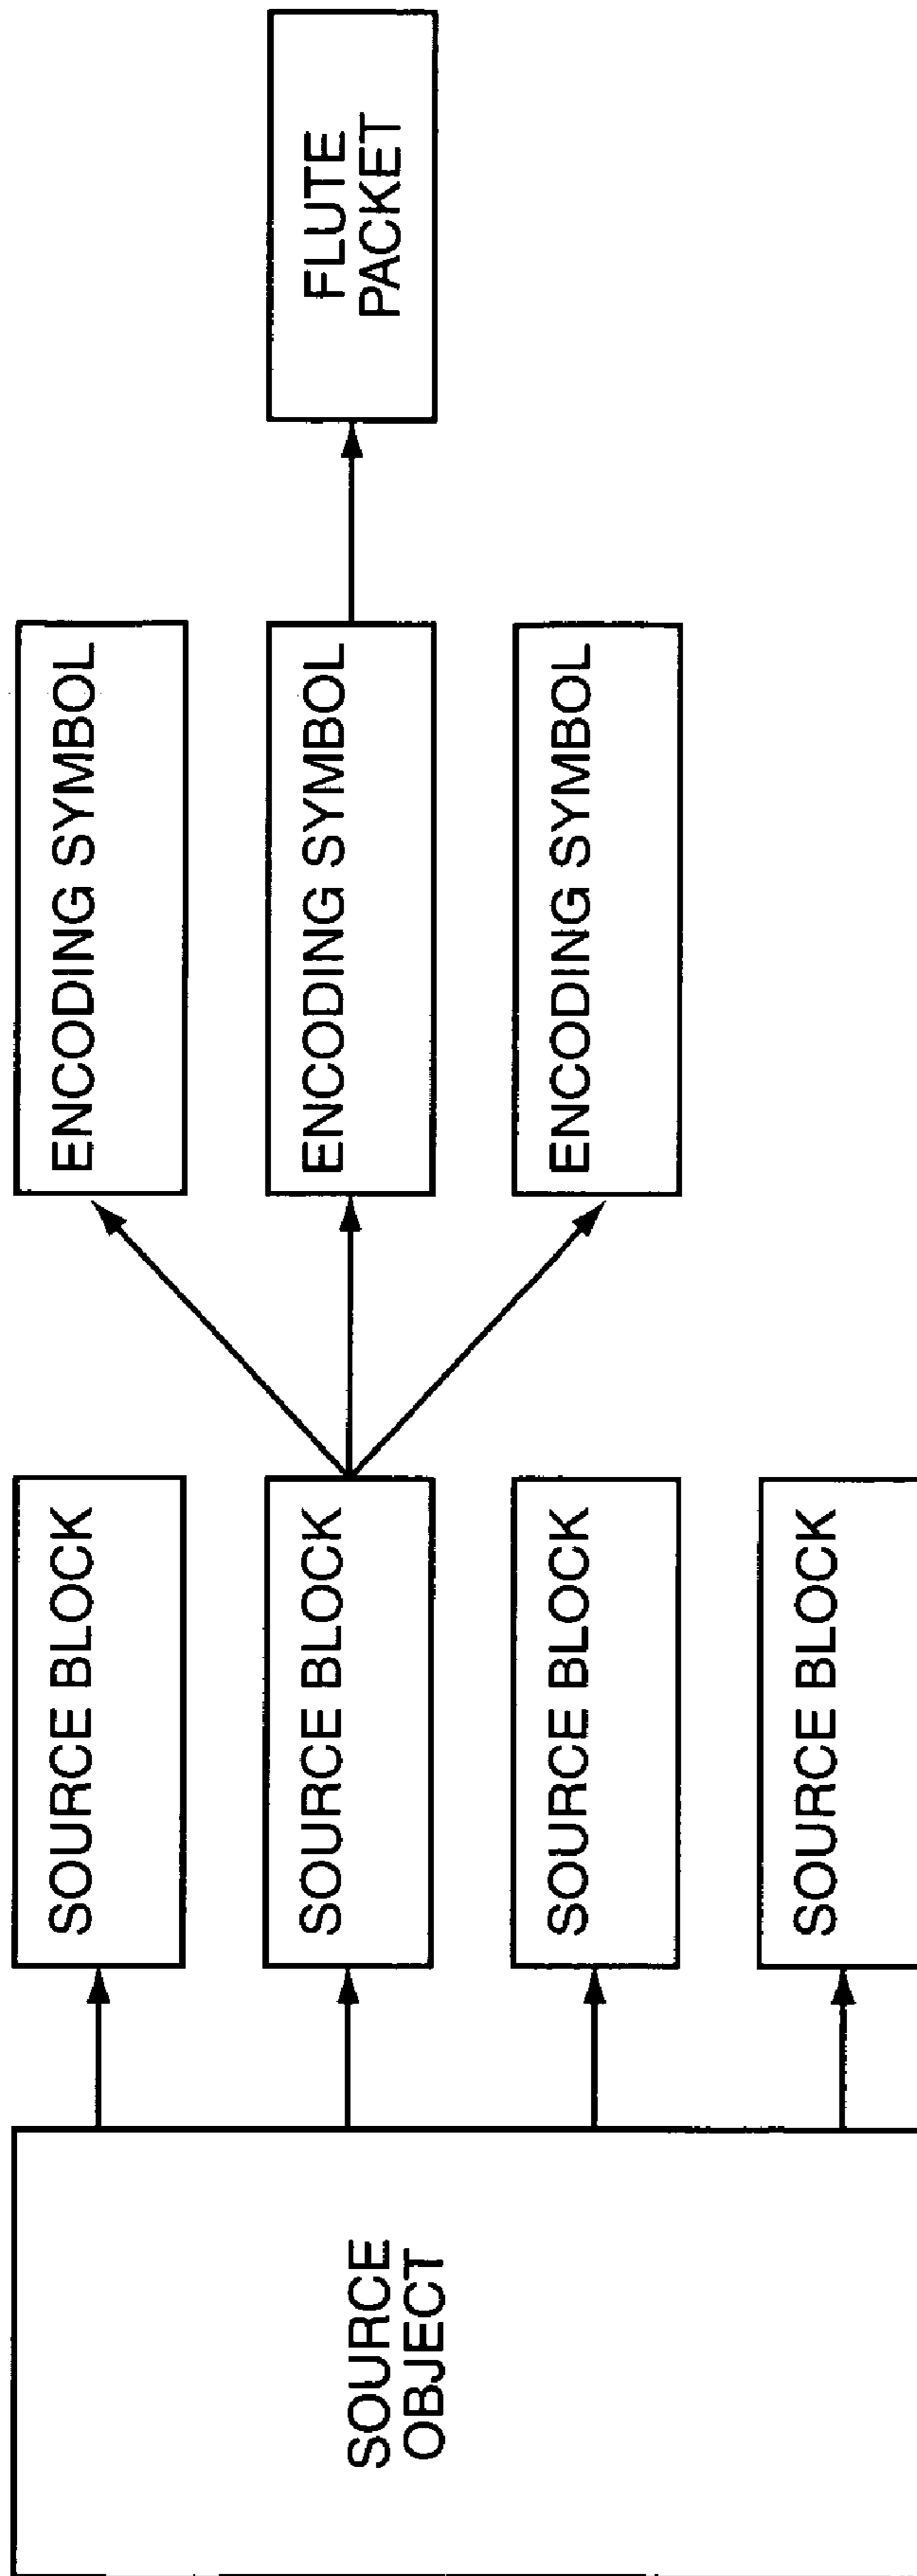 SOURCE
OBJECT
SOURCE BLOCK
SOURCE BLOCK
SOURCE BLOCK
SOURCE BLOCK
ENCODING SYMBOL
ENCODING SYMBOL
ENCODING SYMBOL
FLUTE
PACKET